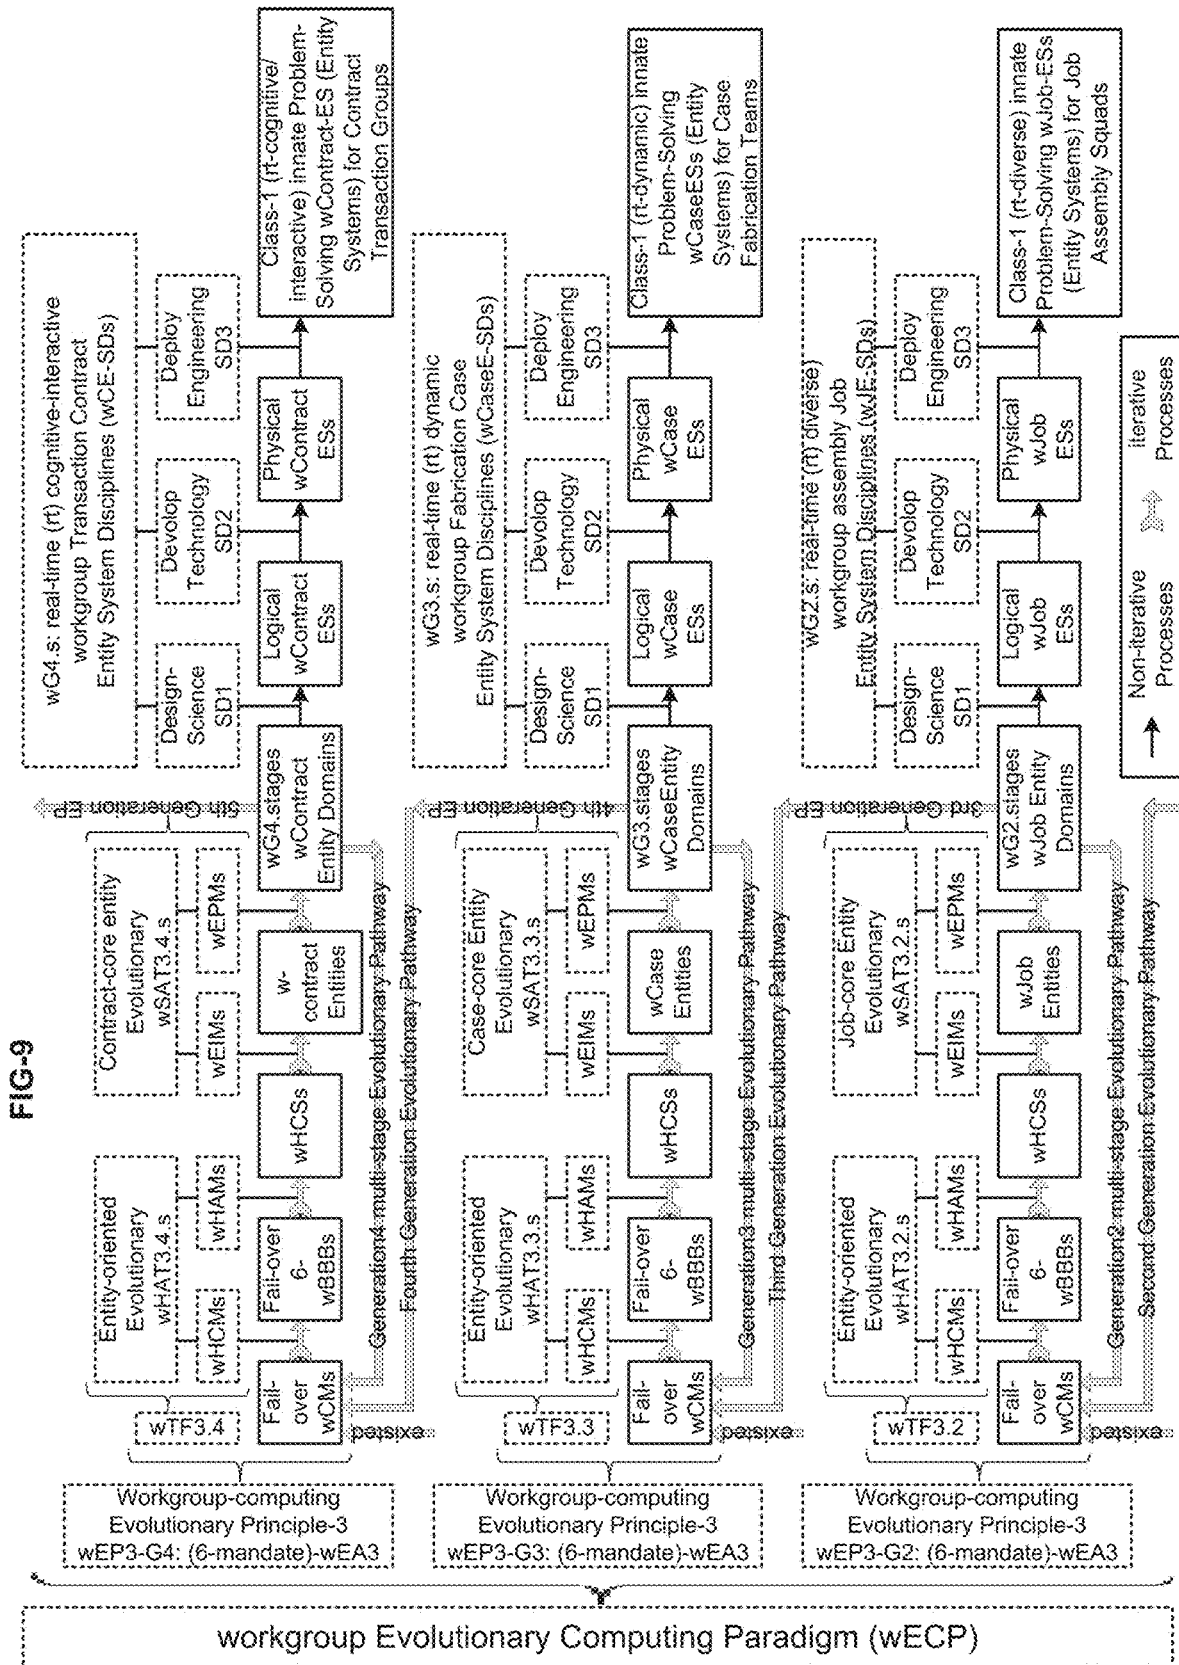 FIG-9
workgroup Evolutionary Computing Paradigm (wECP)
Workgroup-computing
Evolutionary Principle-3
wEP3-G4: (6-mandate)-wEA3
wTF3.4
Entity-oriented
Evolutionary
wHAT3.4.s
wHCMs
wHAMs
Contract-core entity
Evolutionary
wSAT3.4.s
wEIMs
wEPMs
5th Generation EP
wG4.s: real-time (rt) cognitive-interactive
workgroup Transaction Contract
Entity System Disciplines (wCE-SDs)
Design-
Science
SD1
Devolop
Technology
SD2
Deploy
Engineering
SD3
existed
Fail-
over
wCMs
Fail-over
6-
wBBBs
wHCSs
w-
contract
Entities
wG4.stages
wContract
Entity Domains
Logical
wContract
ESs
Physical
wContract
ESs
Class-1 (rt-cognitive/
interactive) innate Problem-
Solving wContract-ES (Entity
Systems) for Contract
Transaction Groups
Generation4 multi-stage Evolutionary Pathway
Fourth Generation Evolutionary Pathway
Workgroup-computing
Evolutionary Principle-3
wEP3-G3: (6-mandate)-wEA3
wTF3.3
Entity-oriented
Evolutionary
wHAT3.3.s
wHCMs
wHAMs
Case-core Entity
Evolutionary
wSAT3.3.s
wEIMs
wEPMs
4th Generation EP
wG3.s: real-time (rt) dynamic
workgroup Fabrication Case
Entity System Disciplines (wCaseE-SDs)
Design-
Science
SD1
Devolop
Technology
SD2
Deploy
Engineering
SD3
existed
Fail-
over
wCMs
Fail-over
6-
wBBBs
wHCSs
wCase
Entities
wG3.stages
wCaseEntity
Domains
Logical
wCase
ESs
Physical
wCase
ESs
Class-1 (rt-dynamic) innate
Problem-Solving
wCaseESs (Entity
Systems) for Case
Fabrication Teams
Generation3 multi-stage Evolutionary Pathway
Third Generation Evolutionary Pathway
Workgroup-computing
Evolutionary Principle-3
wEP3-G2: (6-mandate)-wEA3
wTF3.2
Entity-oriented
Evolutionary
wHAT3.2.s
wHCMs
wHAMs
Job-core Entity
Evolutionary
wSAT3.2.s
wEIMs
wEPMs
3rd Generation EP
wG2.s: real-time (rt) diverse)
workgroup assembly Job
Entity System Disciplines (wJE-SDs)
Design-
Science
SD1
Devolop
Technology
SD2
Deploy
Engineering
SD3
existed
Fail-
over
wCMs
Fail-over
6-
wBBBs
wHCSs
wJob
Entities
wG2.stages
wJob Entity
Domains
Logical
wJob
ESs
Physical
wJob
ESs
Class-1 (rt-diverse) innate
Problem-Solving wJob-ESs
(Entity Systems) for Job
Assembly Squads
Generation2 multi-stage Evolutionary Pathway
Second Generation Evolutionary Pathway
Non-iterative
Processes
iterative
Processes